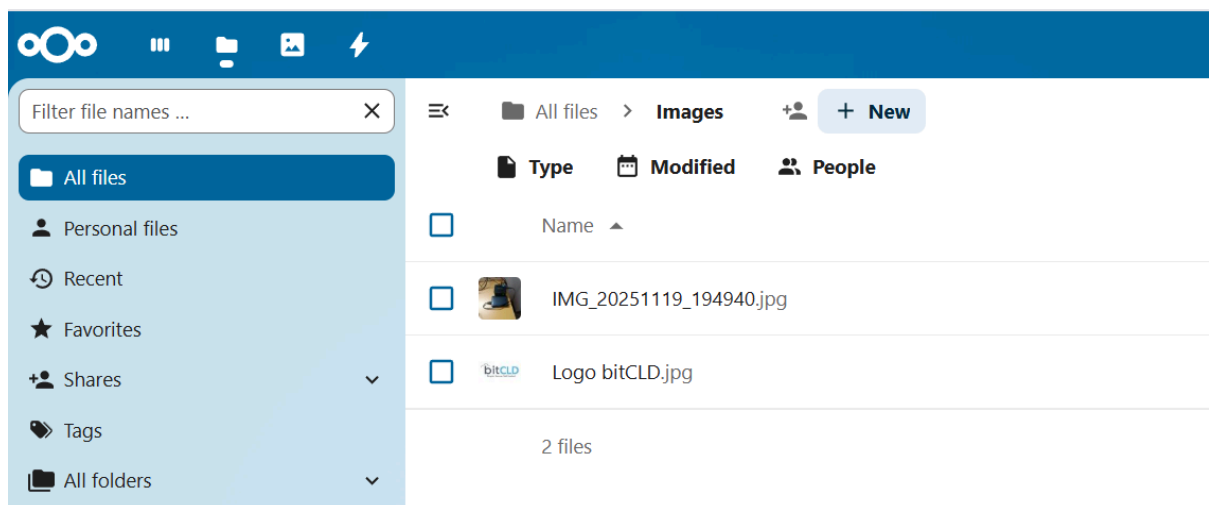 Filter file names ...
All files
Personal files
Recent
Favorites
Shares
Tags
All folders
All files > Images + New
Type Modified People
Name
IMG_20251119_194940.jpg
bitCLD
Logo bitCLD.jpg
2 files